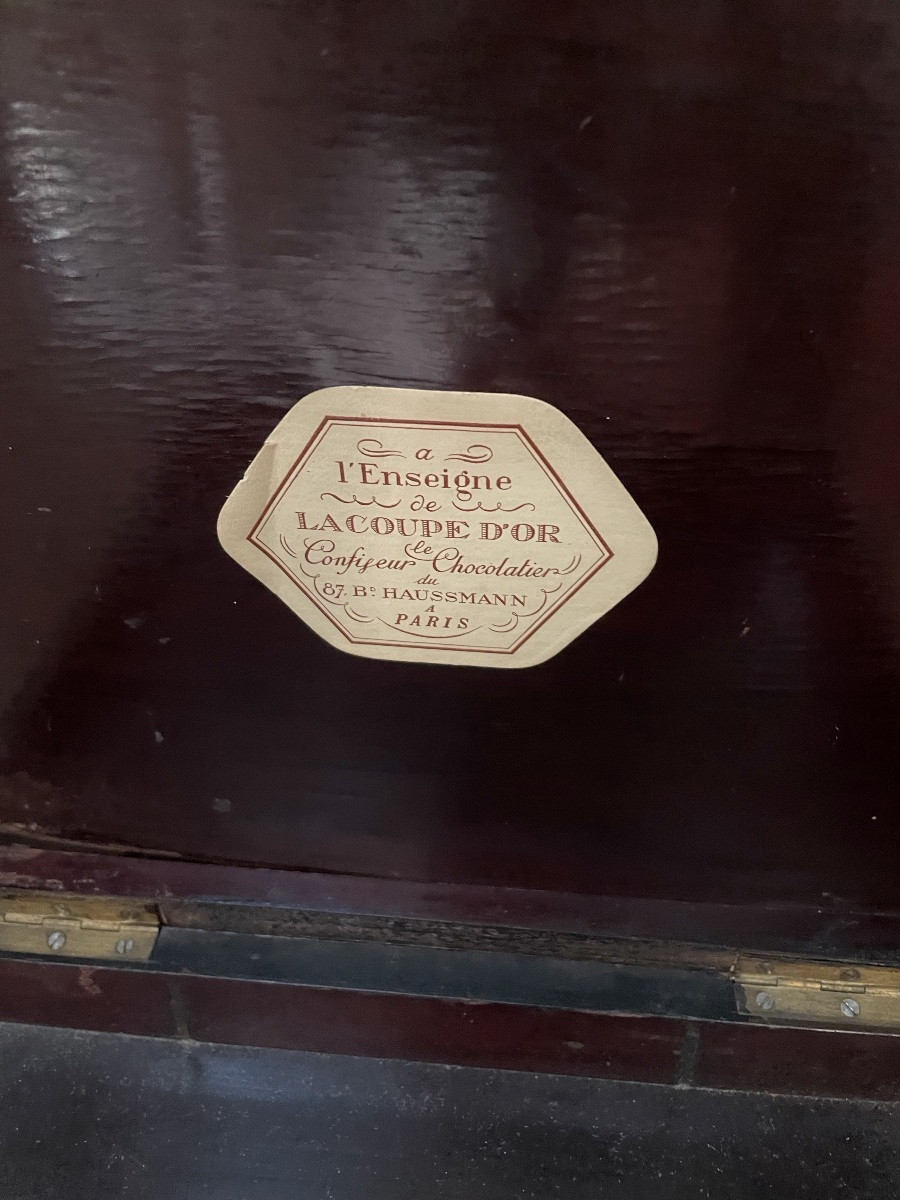 a
l'Enseigne
de
LA COUPE D'OR
le
Confiseur Chocolatier
du
87, Bᴰ HAUSSMANN
A
PARIS